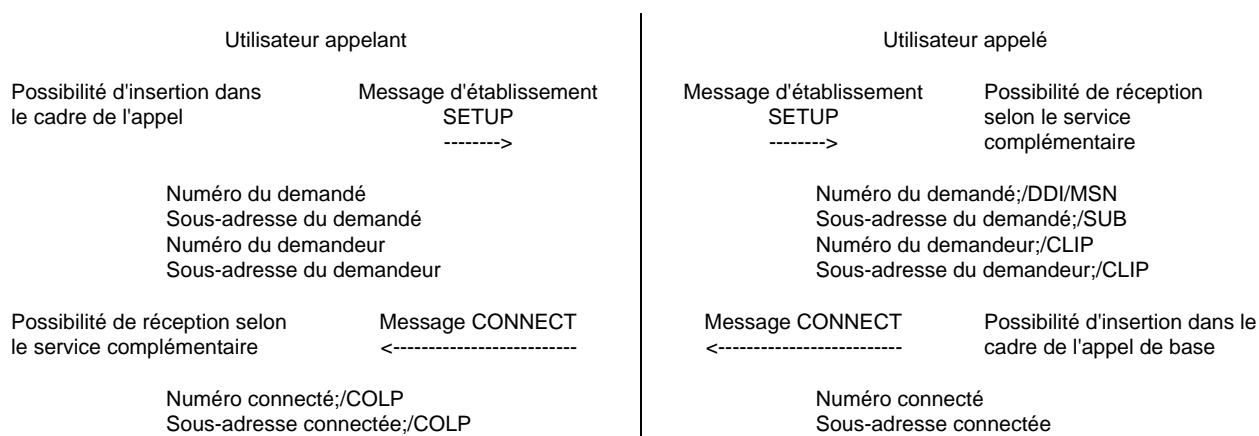 Utilisateur appelant
Possibilité d'insertion dans
le cadre de l'appel
Message d'établissement
SETUP
-------->
Numéro du demandé
Sous-adresse du demandé
Numéro du demandeur
Sous-adresse du demandeur
Possibilité de réception selon
le service complémentaire
Message CONNECT
<--------------------------
Numéro connecté;/COLP
Sous-adresse connectée;/COLP
Utilisateur appelé
Message d'établissement
SETUP
-------->
Possibilité de réception
selon le service
complémentaire
Numéro du demandé;/DDI/MSN
Sous-adresse du demandé;/SUB
Numéro du demandeur;/CLIP
Sous-adresse du demandeur;/CLIP
Message CONNECT
<--------------------------
Possibilité d'insertion dans le
cadre de l'appel de base
Numéro connecté
Sous-adresse connectée